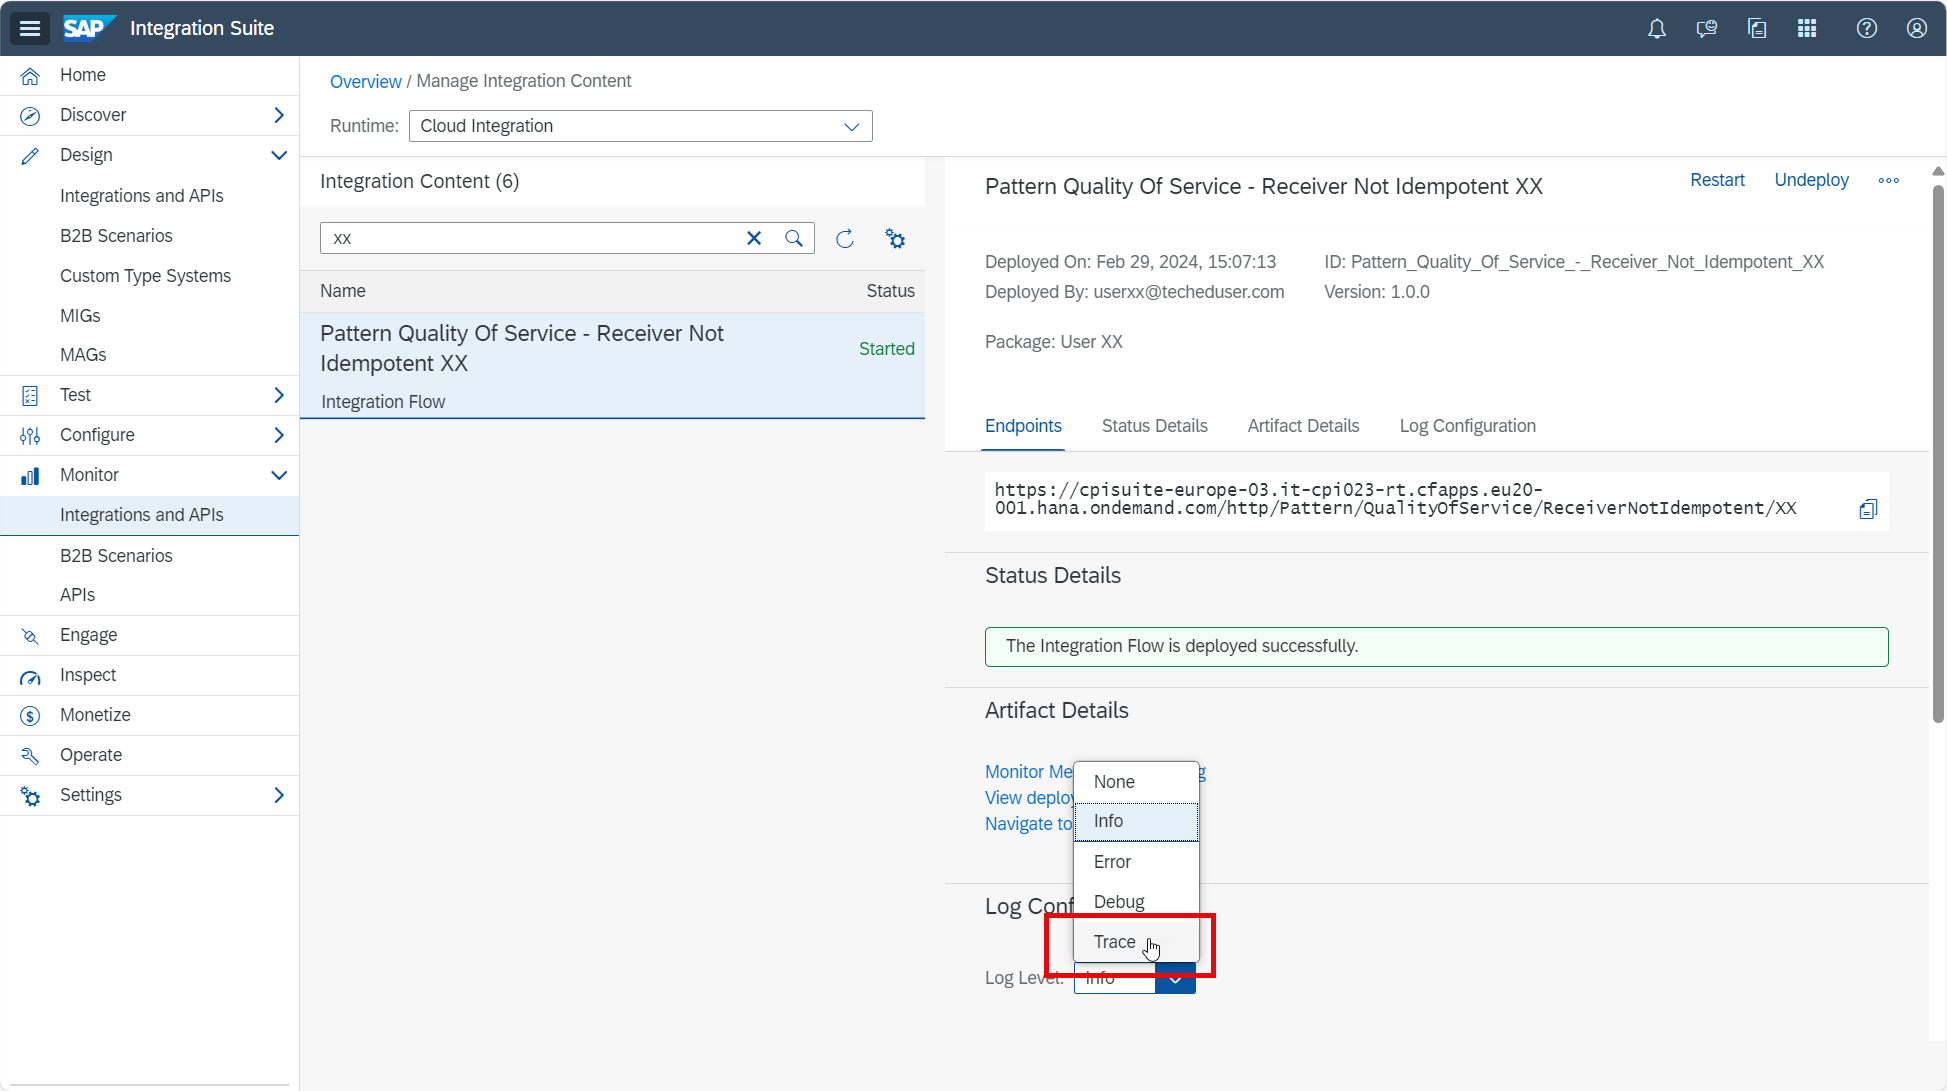 SAP Integration Suite
Home
Discover
Design
Integrations and APIs
B2B Scenarios
Custom Type Systems
MIGs
MAGs
Test
Configure
Monitor
Integrations and APIs
B2B Scenarios
APIs
Engage
Inspect
Monetize
Operate
Settings
Overview / Manage Integration Content
Runtime: Cloud Integration
Integration Content (6)
xx
Name Status
Pattern Quality Of Service - Receiver Not
Idempotent XX
Started
Integration Flow
Pattern Quality Of Service - Receiver Not Idempotent XX
Restart Undeploy
Deployed On: Feb 29, 2024, 15:07:13 ID: Pattern_Quality_Of_Service_-_Receiver_Not_Idempotent_XX
Deployed By: userxx@techeduser.com Version: 1.0.0
Package: User XX
Endpoints Status Details Artifact Details Log Configuration
https://cpisuite-europe-03.it-cpi023-rt.cfapps.eu20-
001.hana.ondemand.com/http/Pattern/QualityOfService/ReceiverNotIdempotent/XX
Status Details
The Integration Flow is deployed successfully.
Artifact Details
Monitor
View
Navigate to
None
Info
Error
Debug
Trace
Log
Log Level: Info